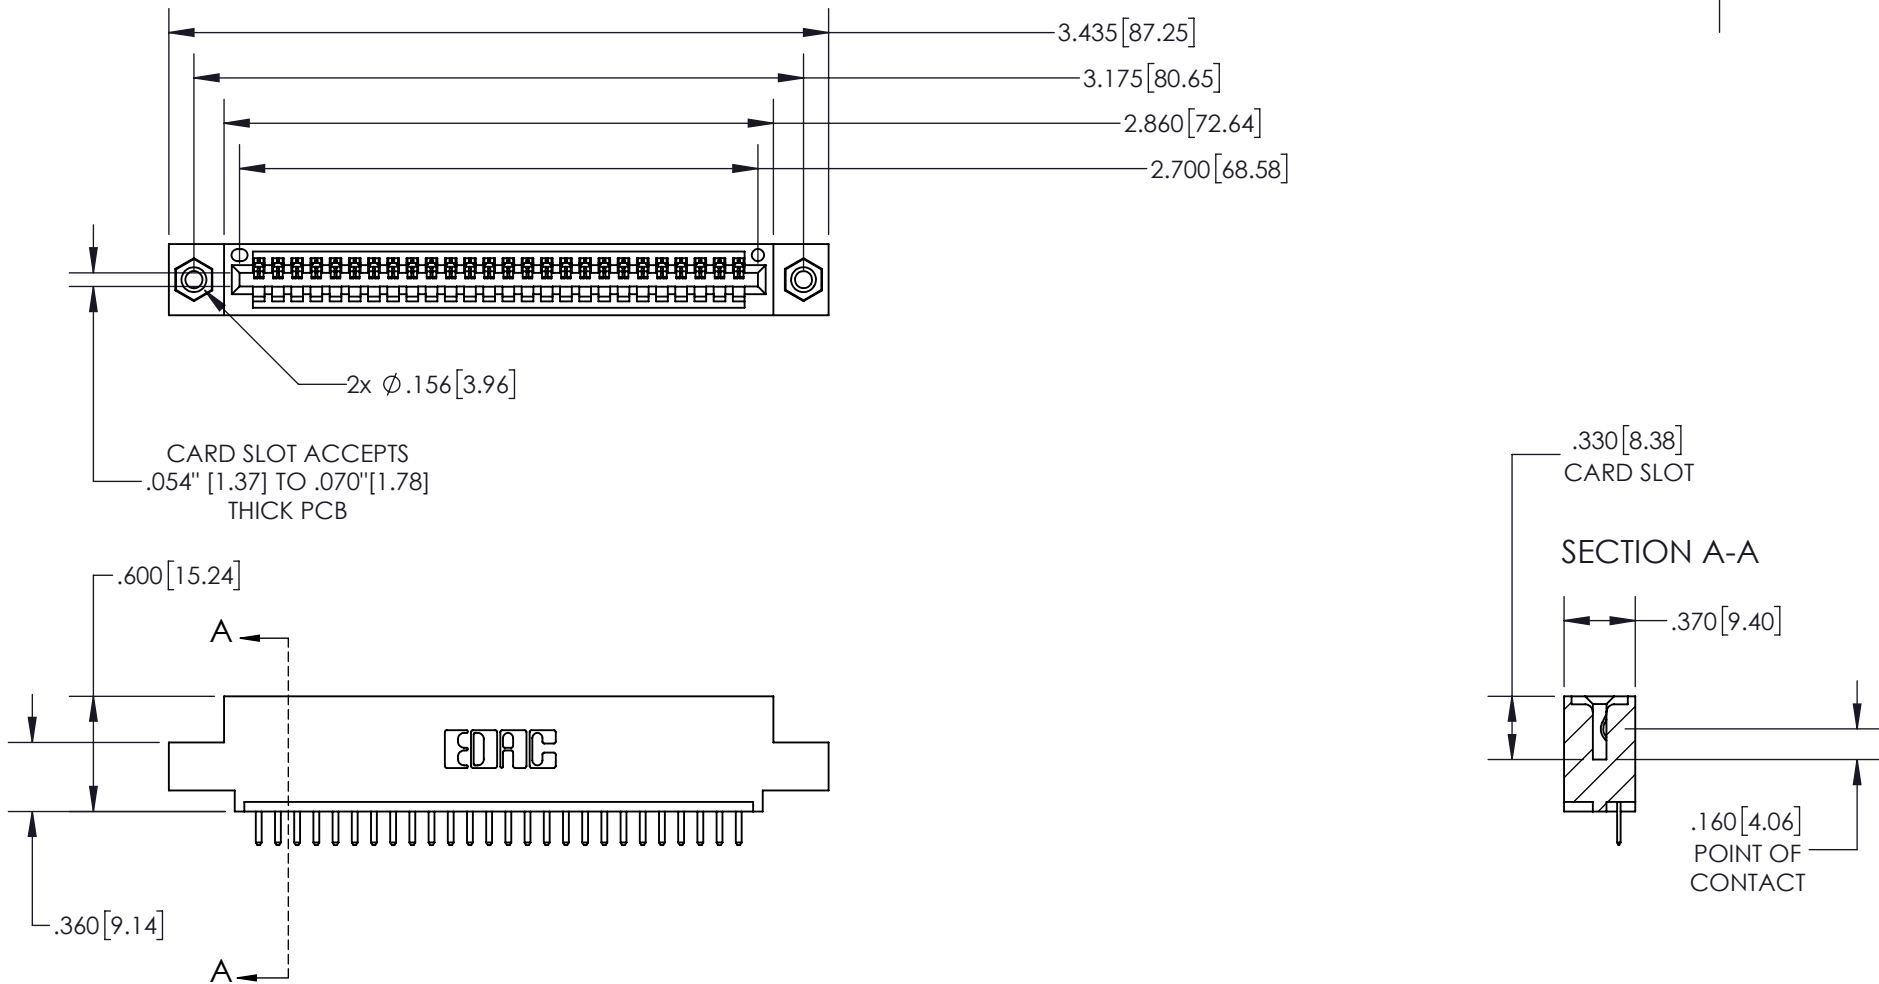 3.435[87.25]
3.175[80.65]
2.860[72.64]
2.700[68.58]
2x ∅.156[3.96]
CARD SLOT ACCEPTS
.054" [1.37] TO .070"[1.78]
THICK PCB
.330[8.38]
CARD SLOT
SECTION A-A
.600[15.24]
.370[9.40]
A
EDAC
.160[4.06]
POINT OF
CONTACT
.360[9.14]
A